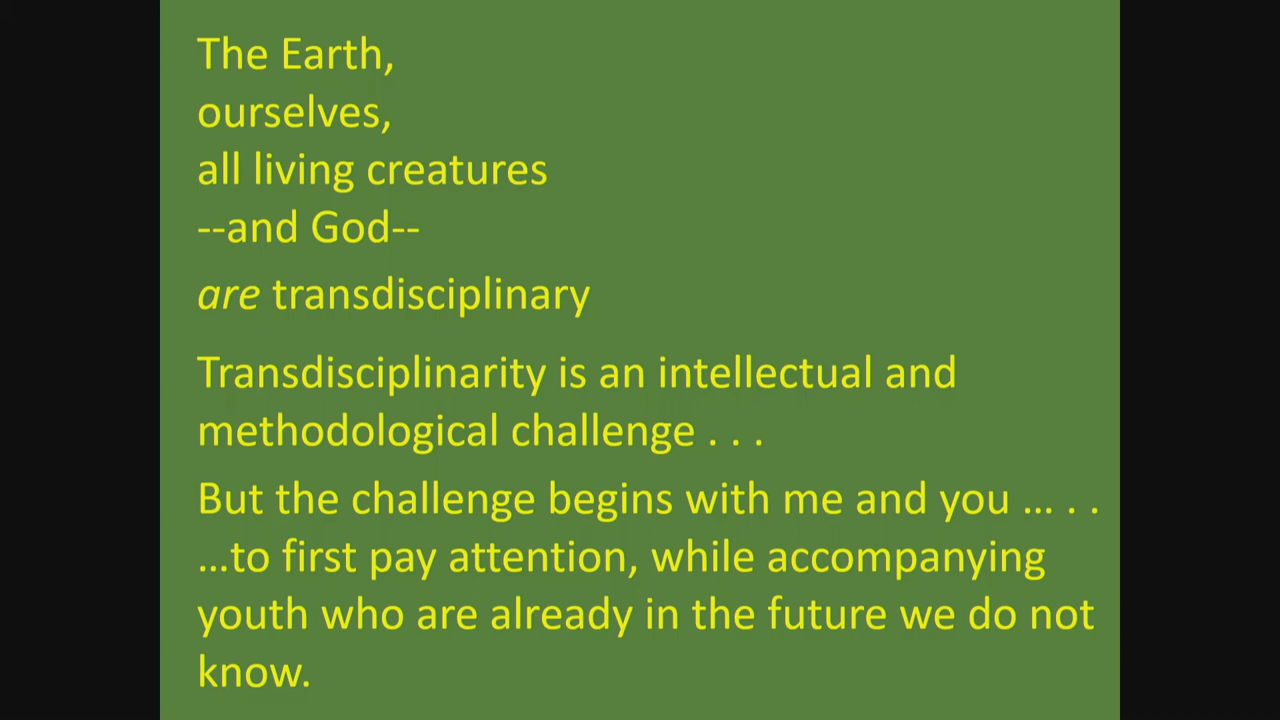 The Earth,
ourselves,
all living creatures
--and God--
are transdisciplinary
Transdisciplinarity is an intellectual and
methodological challenge . . .
But the challenge begins with me and you … . .
…to first pay attention, while accompanying
youth who are already in the future we do not
know.